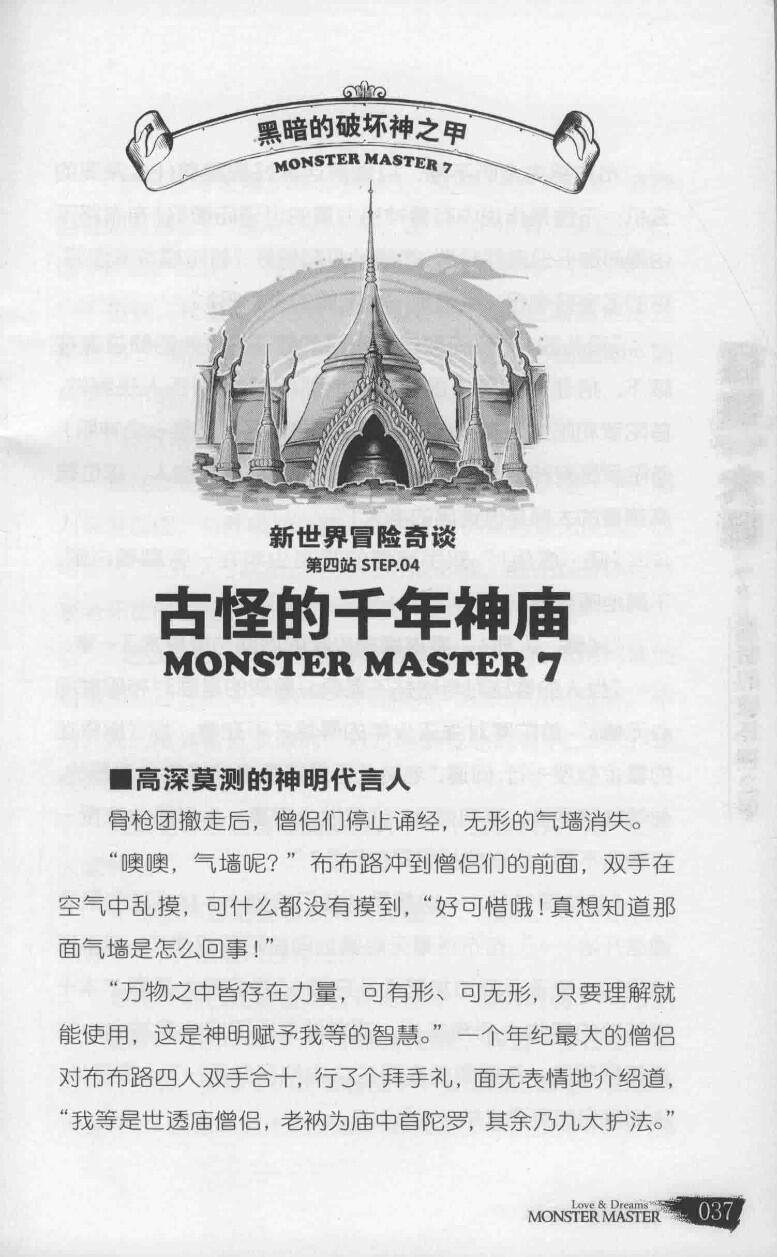 黑暗的破坏神之甲
MONSTER MASTER 7
新世界冒险奇谈
第四站 STEP.04
古怪的千年神庙
MONSTER MASTER 7
■高深莫测的神明代言人
骨枪团撤走后，僧侣们停止诵经，无形的气墙消失。
“噢噢，气墙呢？”布布路冲到僧侣们的前面，双手在
空气中乱摸，可什么都没有摸到，“好可惜哦！真想知道那
面气墙是怎么回事！”
“万物之中皆存在力量，可有形、可无形，只要理解就
能使用，这是神明赋予我等的智慧。”一个年纪最大的僧侣
对布布路四人双手合十，行了个拜手礼，面无表情地介绍道，
“我等是世透庙僧侣，老衲为庙中首陀罗，其余乃九大护法。”
Love & Dreams
MONSTER MASTER 037